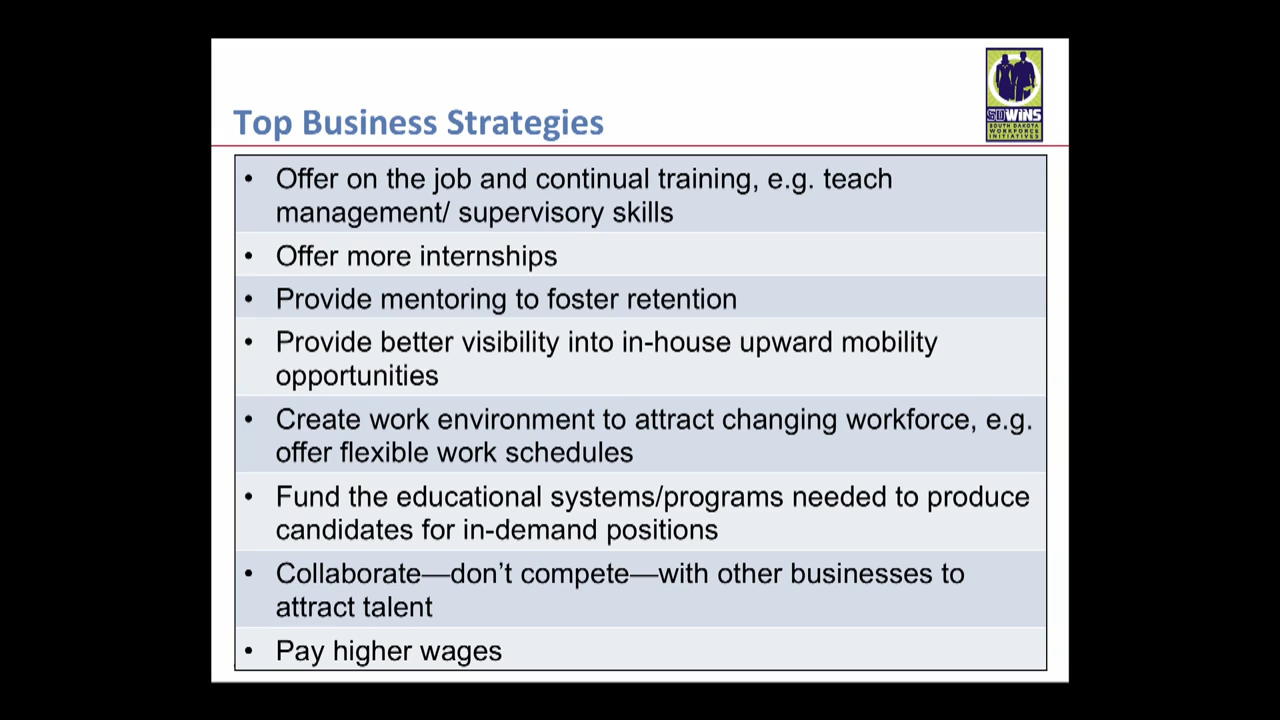 SDWINS
SOUTH DAKOTA
WORKFORCE
INITIATIVES
Top Business Strategies
• Offer on the job and continual training, e.g. teach
management/ supervisory skills
• Offer more internships
• Provide mentoring to foster retention
• Provide better visibility into in-house upward mobility
opportunities
• Create work environment to attract changing workforce, e.g.
offer flexible work schedules
• Fund the educational systems/programs needed to produce
candidates for in-demand positions
• Collaborate—don’t compete—with other businesses to
attract talent
• Pay higher wages